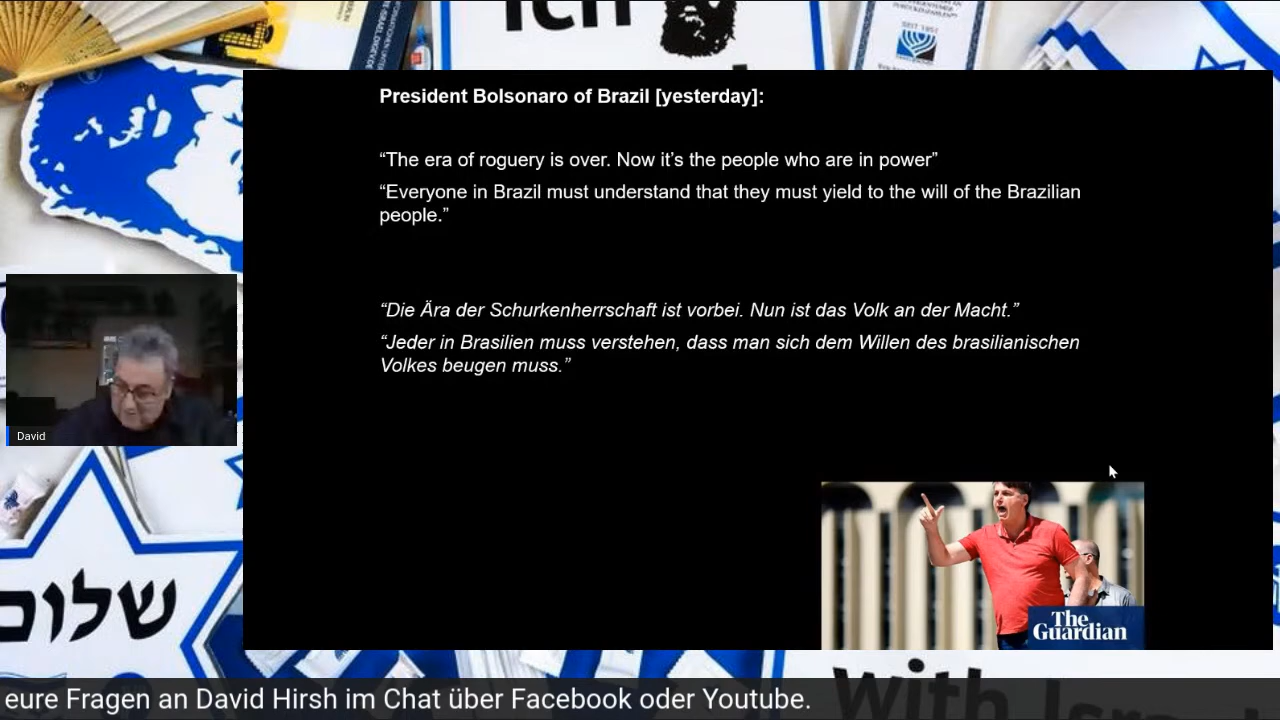 ich
SEIT 1951
President Bolsonaro of Brazil [yesterday]:
“The era of roguery is over. Now it’s the people who are in power”
“Everyone in Brazil must understand that they must yield to the will of the Brazilian
people.”
“Die Ära der Schurkenherrschaft ist vorbei. Nun ist das Volk an der Macht.”
“Jeder in Brasilien muss verstehen, dass man sich dem Willen des brasilianischen
Volkes beugen muss.”
David
The
Guardian
שלום
With Israel
eure Fragen an David Hirsh im Chat über Facebook oder Youtube.